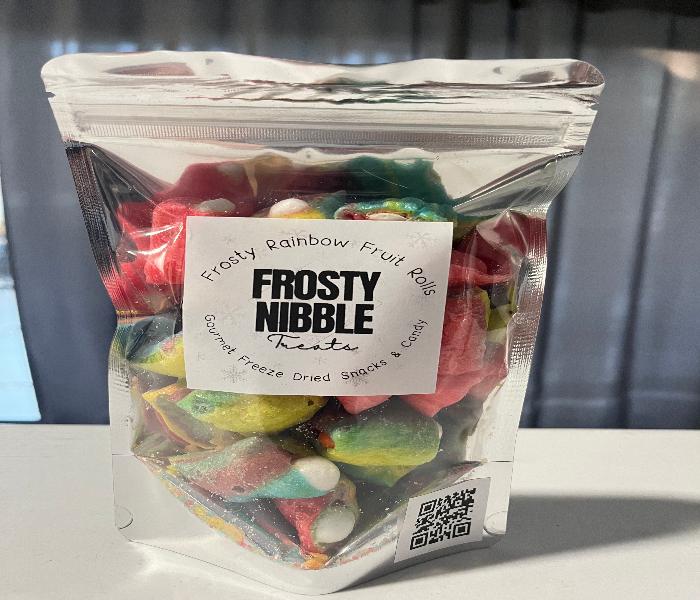 Frosty Rainbow Fruit Rolls
FROSTY
NIBBLE
Treats
Gourmet Freeze Dried Snacks & Candy